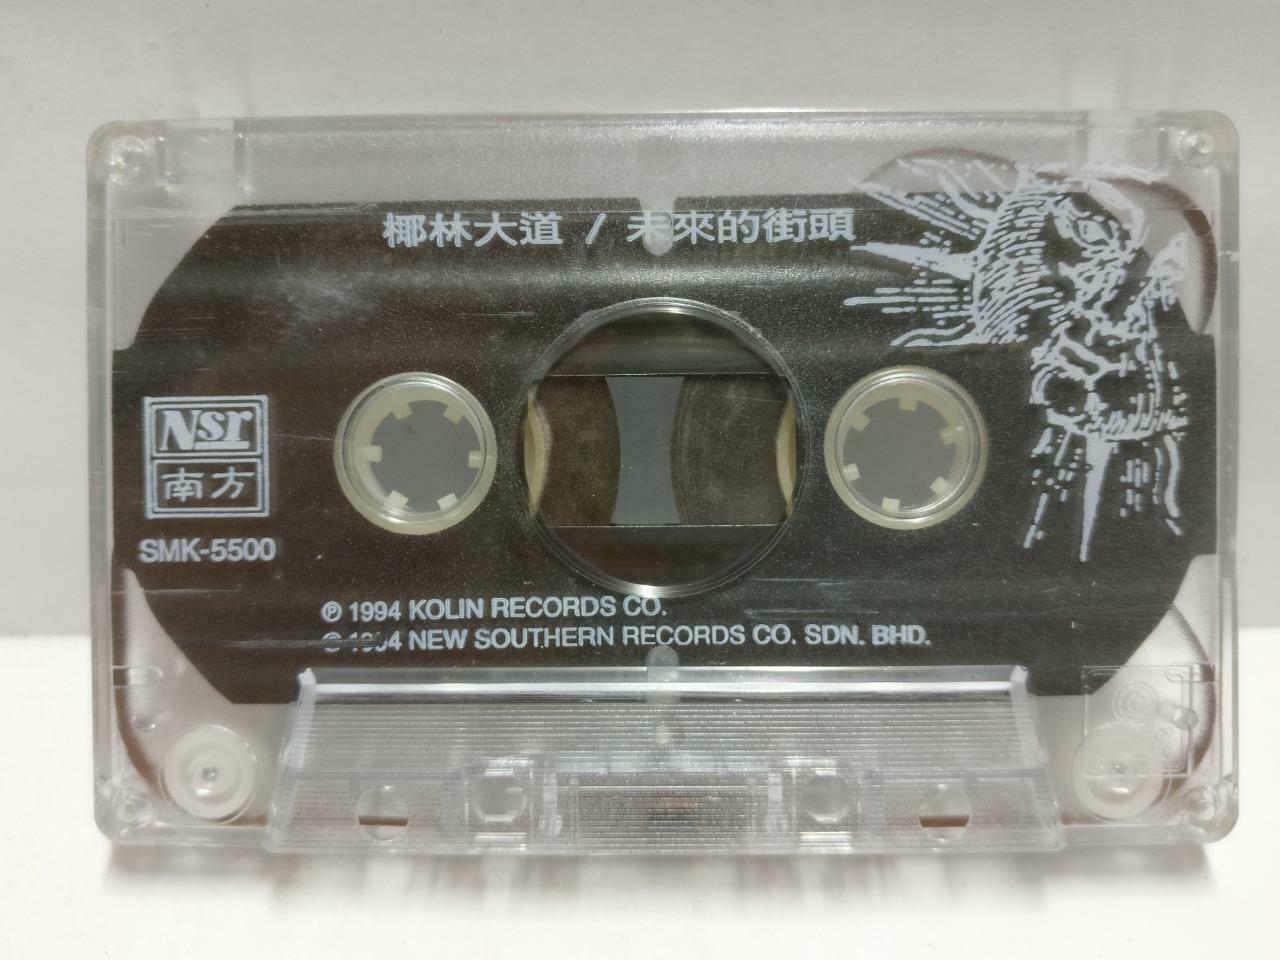 椰林大道 / 未來的街頭
Nsr
南方
SMK-5500
℗ 1994 KOLIN RECORDS CO.
© 1994 NEW SOUTHERN RECORDS CO. SDN. BHD.